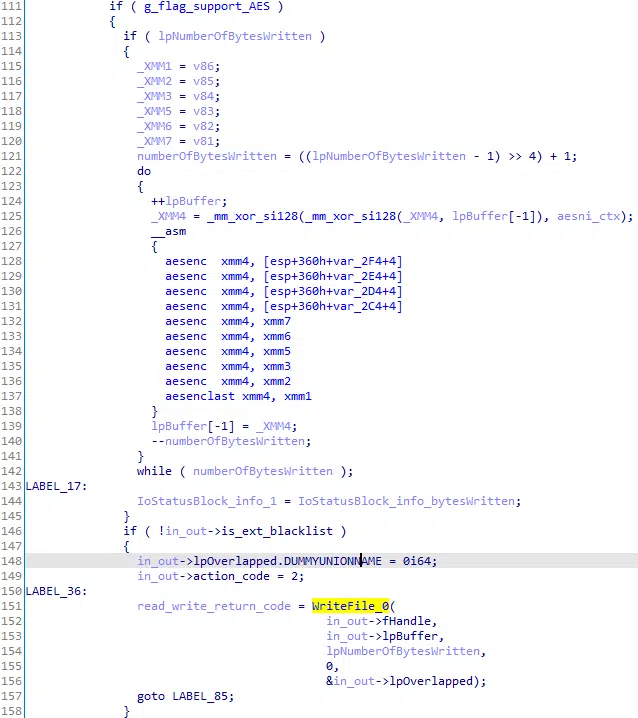 111 if ( g_flag_support_AES )
112 {
113 if ( lpNumberOfBytesWritten )
114 {
115 _XMM1 = v86;
116 _XMM2 = v85;
117 _XMM3 = v84;
118 _XMM5 = v83;
119 _XMM6 = v82;
120 _XMM7 = v81;
121 numberOfBytesWritten = ((lpNumberOfBytesWritten - 1) >> 4) + 1;
122 do
123 {
124 ++lpBuffer;
125 _XMM4 = _mm_xor_si128(_mm_xor_si128(_XMM4, lpBuffer[-1]), aesni_ctx);
126 __asm
127 {
128 aesenc xmm4, [esp+360h+var_2F4+4]
129 aesenc xmm4, [esp+360h+var_2E4+4]
130 aesenc xmm4, [esp+360h+var_2D4+4]
131 aesenc xmm4, [esp+360h+var_2C4+4]
132 aesenc xmm4, xmm7
133 aesenc xmm4, xmm6
134 aesenc xmm4, xmm5
135 aesenc xmm4, xmm3
136 aesenc xmm4, xmm2
137 aesenclast xmm4, xmm1
138 }
139 lpBuffer[-1] = _XMM4;
140 --numberOfBytesWritten;
141 }
142 while ( numberOfBytesWritten );
143 LABEL_17:
144 IoStatusBlock_info_1 = IoStatusBlock_info_bytesWritten;
145 }
146 if ( !in_out->is_ext_blacklist )
147 {
148 in_out->lpOverlapped.DUMMYUNIONNAME = 0i64;
149 in_out->action_code = 2;
150 LABEL_36:
151 read_write_return_code = WriteFile_0(
152 in_out->fHandle,
153 in_out->lpBuffer,
154 lpNumberOfBytesWritten,
155 0,
156 &in_out->lpOverlapped);
157 goto LABEL_85;
158 }